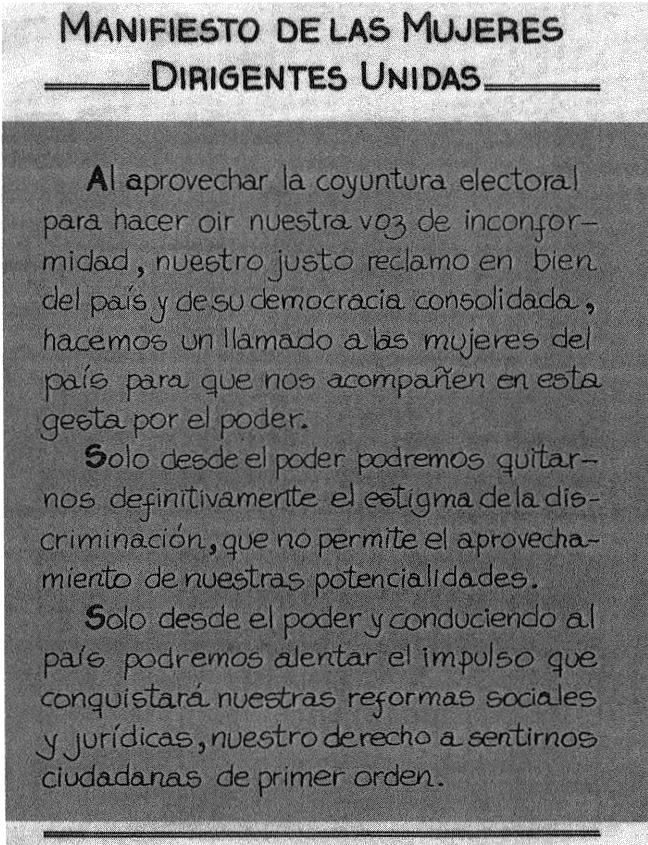 MANIFIESTO DE LAS MUJERES
DIRIGENTES UNIDAS
Al aprovechar la coyuntura electoral
para hacer oir nuestra voz de inconfor-
midad, nuestro justo reclamo en bien
del país y de su democracia consolidada,
hacemos un llamado a las mujeres del
país para que nos acompañen en esta
gesta por el poder.
Solo desde el poder podremos quitar-
nos definitivamente el estigma de la dis-
criminación, que no permite el aprovecha-
miento de nuestras potencialidades.
Solo desde el poder y conduciendo al
país podremos alentar el impulso que
conquistará nuestras reformas sociales
y jurídicas, nuestro derecho a sentirnos
ciudadanas de primer orden.